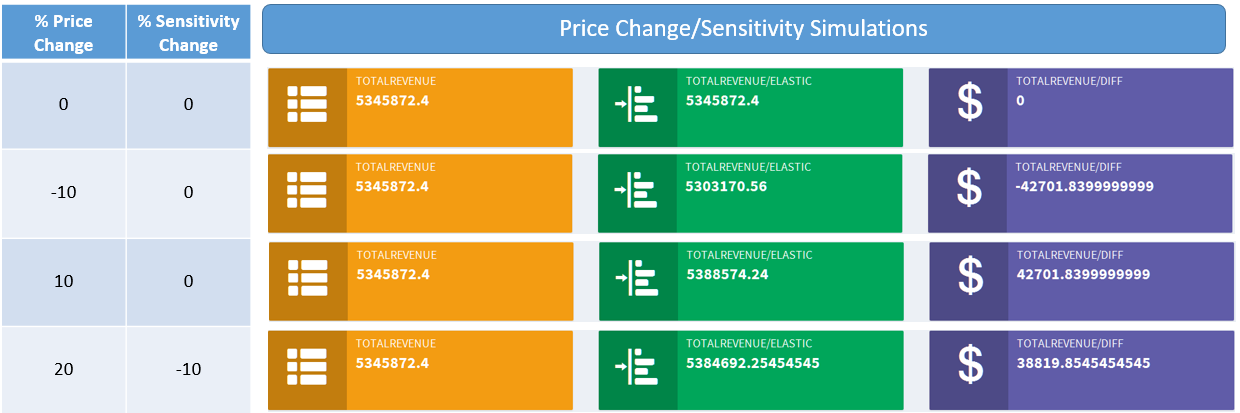 % Price Change
% Sensitivity Change
Price Change/Sensitivity Simulations
0
0
TOTALREVENUE
5345872.4
TOTALREVENUE/ELASTIC
5345872.4
$
TOTALREVENUE/DIFF
0
-10
0
TOTALREVENUE
5345872.4
TOTALREVENUE/ELASTIC
5303170.56
$
TOTALREVENUE/DIFF
-42701.8399999999
10
0
TOTALREVENUE
5345872.4
TOTALREVENUE/ELASTIC
5388574.24
$
TOTALREVENUE/DIFF
42701.8399999999
20
-10
TOTALREVENUE
5345872.4
TOTALREVENUE/ELASTIC
5384692.25454545
$
TOTALREVENUE/DIFF
38819.8545454545